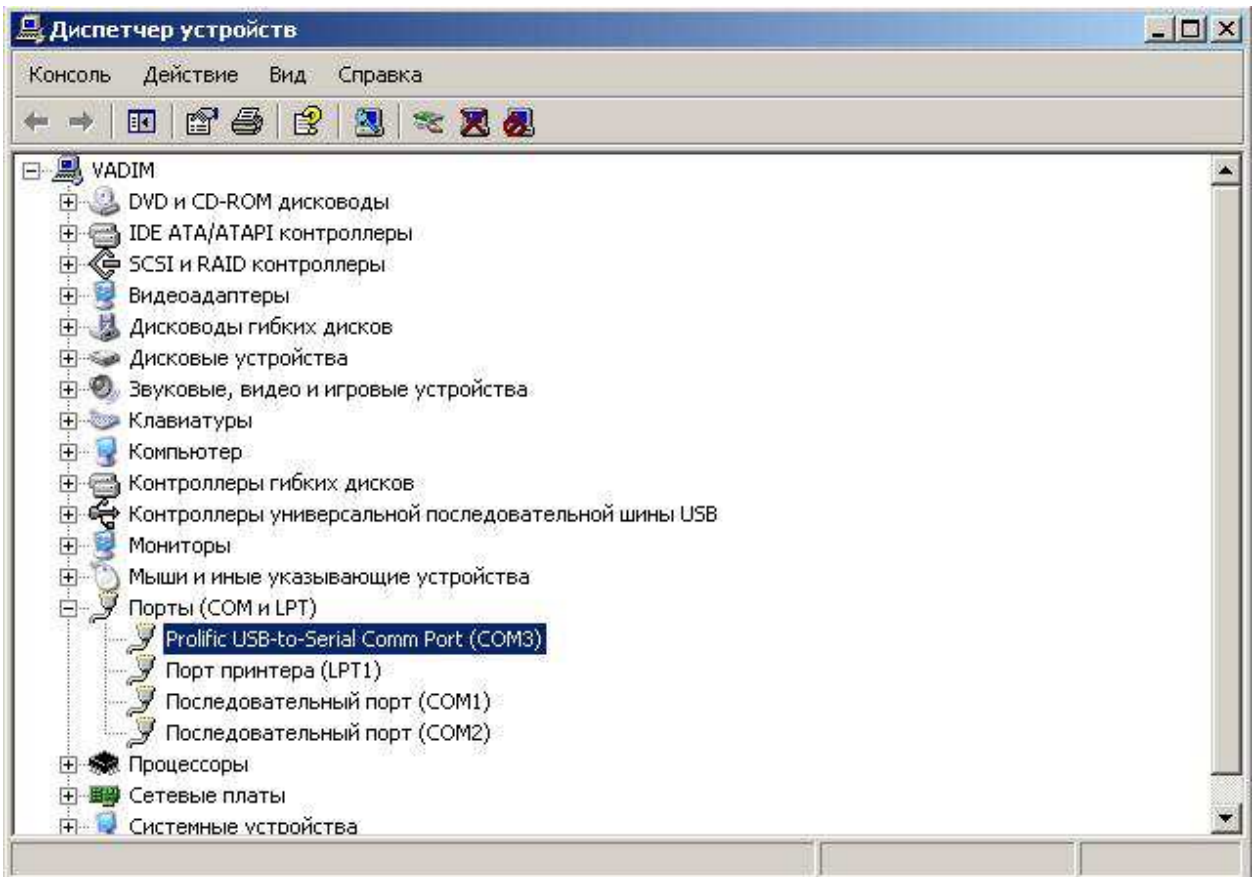 Диспетчер устройств
Консоль Действие Вид Справка
VADIM
DVD и CD-ROM дисководы
IDE ATA/ATAPI контроллеры
SCSI и RAID контроллеры
Видеоадаптеры
Дисководы гибких дисков
Дисковые устройства
Звуковые, видео и игровые устройства
Клавиатуры
Компьютер
Контроллеры гибких дисков
Контроллеры универсальной последовательной шины USB
Мониторы
Мыши и иные указывающие устройства
Порты (COM и LPT)
Prolific USB-to-Serial Comm Port (COM3)
Порт принтера (LPT1)
Последовательный порт (COM1)
Последовательный порт (COM2)
Процессоры
Сетевые платы
Системные устройства